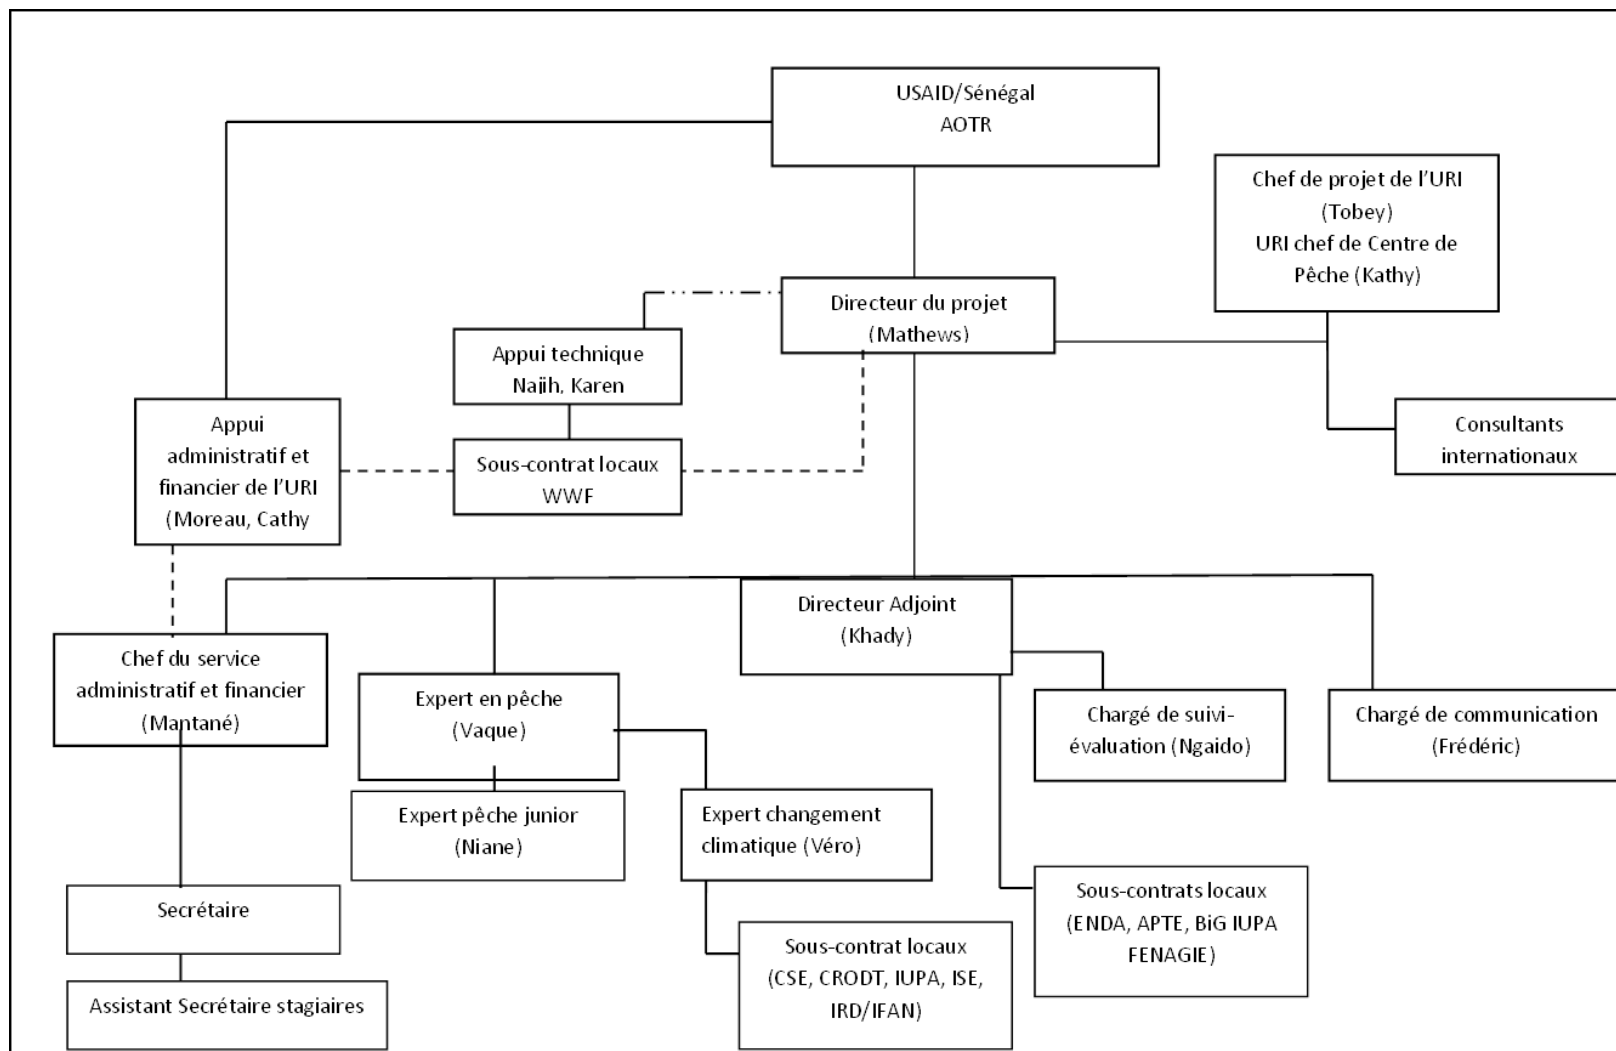 USAID/Sénégal
AOTR
Chef de projet de l'URI
(Tobey)
URI chef de Centre de
Pêche (Kathy)
Directeur du projet
(Mathews)
Appui technique
Najih, Karen
Appui
administratif et
financier de l'URI
(Moreau, Cathy
Sous-contrat locaux
WWF
Consultants
internationaux
Directeur Adjoint
(Khady)
Chef du service
administratif et financier
(Mantané)
Expert en pêche
(Vaque)
Chargé de suivi-
évaluation (Ngaido)
Chargé de communication
(Frédéric)
Expert pêche junior
(Niane)
Expert changement
climatique (Véro)
Secrétaire
Sous-contrats locaux
(ENDA, APTE, BiG IUPA
FENAGIE)
Sous-contrat locaux
(CSE, CRODT, IUPA, ISE,
IRD/IFAN)
Assistant Secrétaire stagiaires